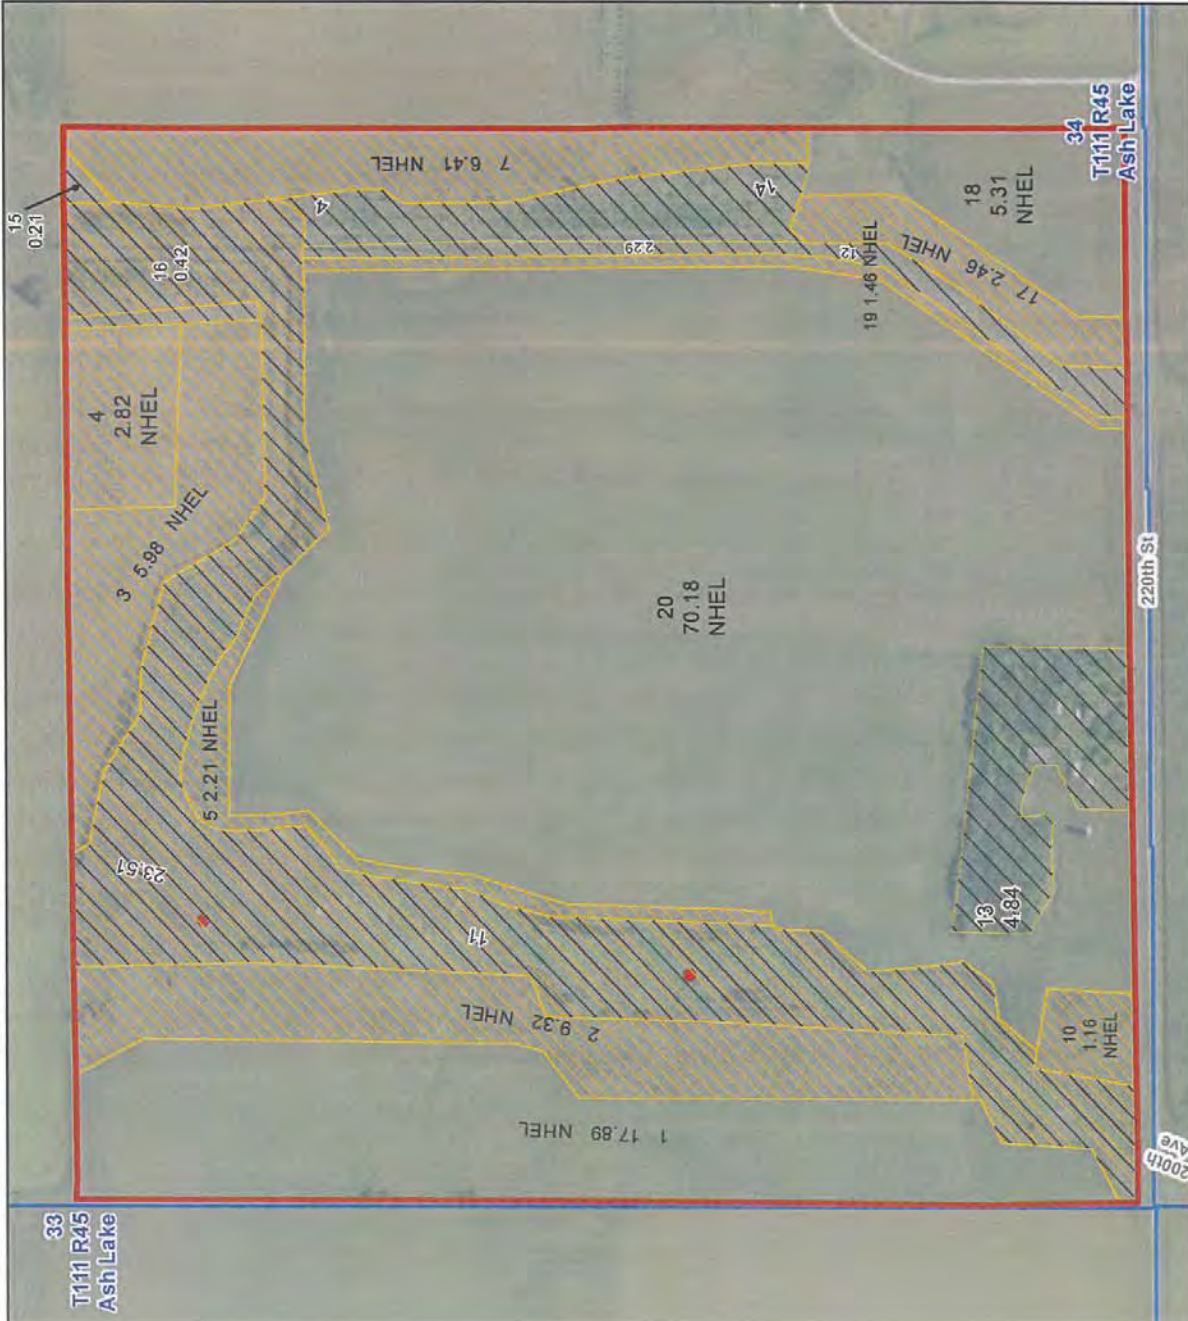 15
0.21
16
0.42
7 6.41 NHEL
34
T111 R45
Ash Lake
4
14
18
5.31
NHEL
2.29
12
19 1.46 NHEL
17 2.46 NHEL
4
2.82
NHEL
3 5.98 NHEL
5 2.21 NHEL
20
70.18
NHEL
220th St
23.51
11
13
4.84
2 9.32 NHEL
10
1.16
NHEL
1 17.89 NHEL
200th
Ave
33
T111 R45
Ash Lake